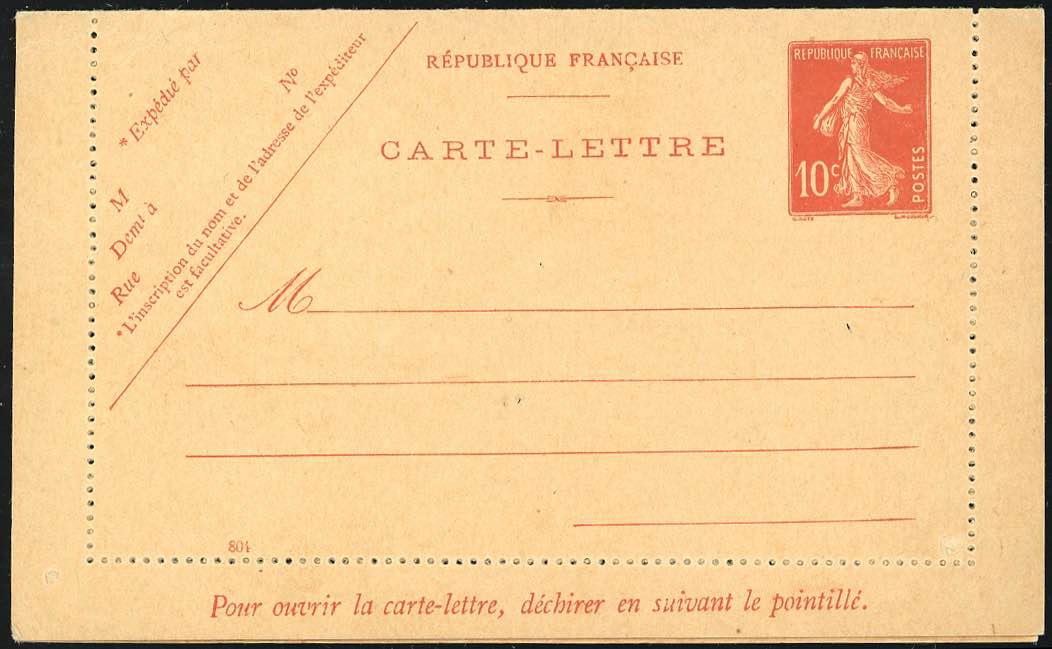 * Expédié par
M
Demt à
Rue
No
* L'inscription du nom et de l'adresse de l'expéditeur
est facultative.
RÉPUBLIQUE FRANÇAISE
CARTE-LETTRE
REPUBLIQUE FRANÇAISE
10c
POSTES
M
804
Pour ouvrir la carte-lettre, déchirer en suivant le pointillé.